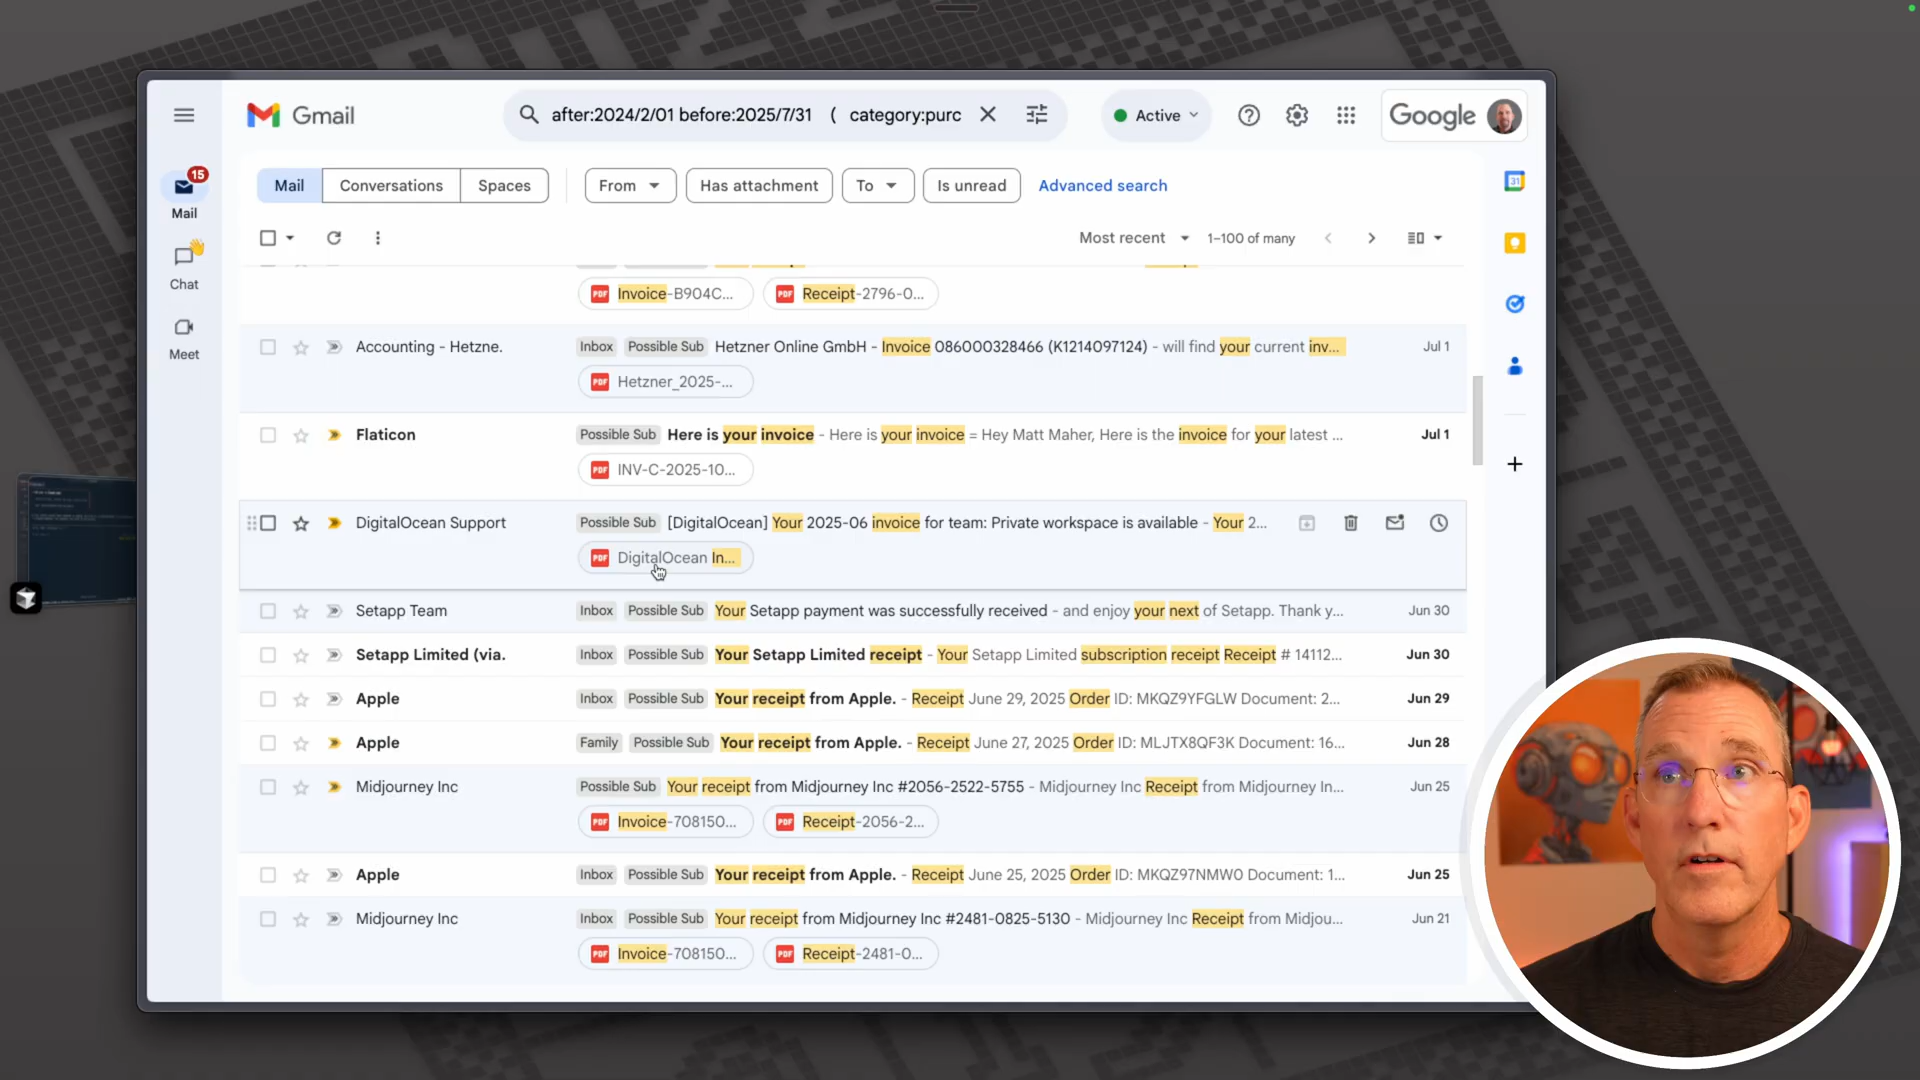 Gmail
after:2024/2/01 before:2025/7/31 ( category:purc
Active
Google
15
Mail
Chat
Meet
Mail Conversations Spaces From Has attachment To Is unread Advanced search
Most recent 1–100 of many
31
PDF Invoice-B904C... PDF Receipt-2796-0...
Accounting - Hetzne. Inbox Possible Sub Hetzner Online GmbH - Invoice 086000328466 (K1214097124) - will find your current inv... Jul 1
PDF Hetzner_2025-...
Flaticon Possible Sub Here is your invoice - Here is your invoice = Hey Matt Maher, Here is the invoice for your latest ... Jul 1
PDF INV-C-2025-10...
DigitalOcean Support Possible Sub [DigitalOcean] Your 2025-06 invoice for team: Private workspace is available - Your 2...
PDF DigitalOcean In...
Setapp Team Inbox Possible Sub Your Setapp payment was successfully received - and enjoy your next of Setapp. Thank y... Jun 30
Setapp Limited (via. Inbox Possible Sub Your Setapp Limited receipt - Your Setapp Limited subscription receipt Receipt # 14112... Jun 30
Apple Inbox Possible Sub Your receipt from Apple. - Receipt June 29, 2025 Order ID: MKQZ9YFGLW Document: 2... Jun 29
Apple Family Possible Sub Your receipt from Apple. - Receipt June 27, 2025 Order ID: MLJTX8QF3K Document: 16... Jun 28
Midjourney Inc Possible Sub Your receipt from Midjourney Inc #2056-2522-5755 - Midjourney Inc Receipt from Midjourney In... Jun 25
PDF Invoice-708150... PDF Receipt-2056-2...
Apple Inbox Possible Sub Your receipt from Apple. - Receipt June 25, 2025 Order ID: MKQZ97NMW0 Document: 1... Jun 25
Midjourney Inc Inbox Possible Sub Your receipt from Midjourney Inc #2481-0825-5130 - Midjourney Inc Receipt from Midjou... Jun 21
PDF Invoice-708150... PDF Receipt-2481-0...